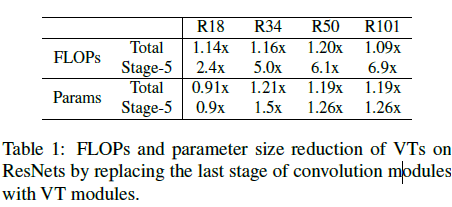 R18 R34 R50 R101
FLOPs Total 1.14x 1.16x 1.20x 1.09x
Stage-5 2.4x 5.0x 6.1x 6.9x
Params Total 0.91x 1.21x 1.19x 1.19x
Stage-5 0.9x 1.5x 1.26x 1.26x
Table 1: FLOPs and parameter size reduction of VTs on
ResNets by replacing the last stage of convolution modules
with VT modules.